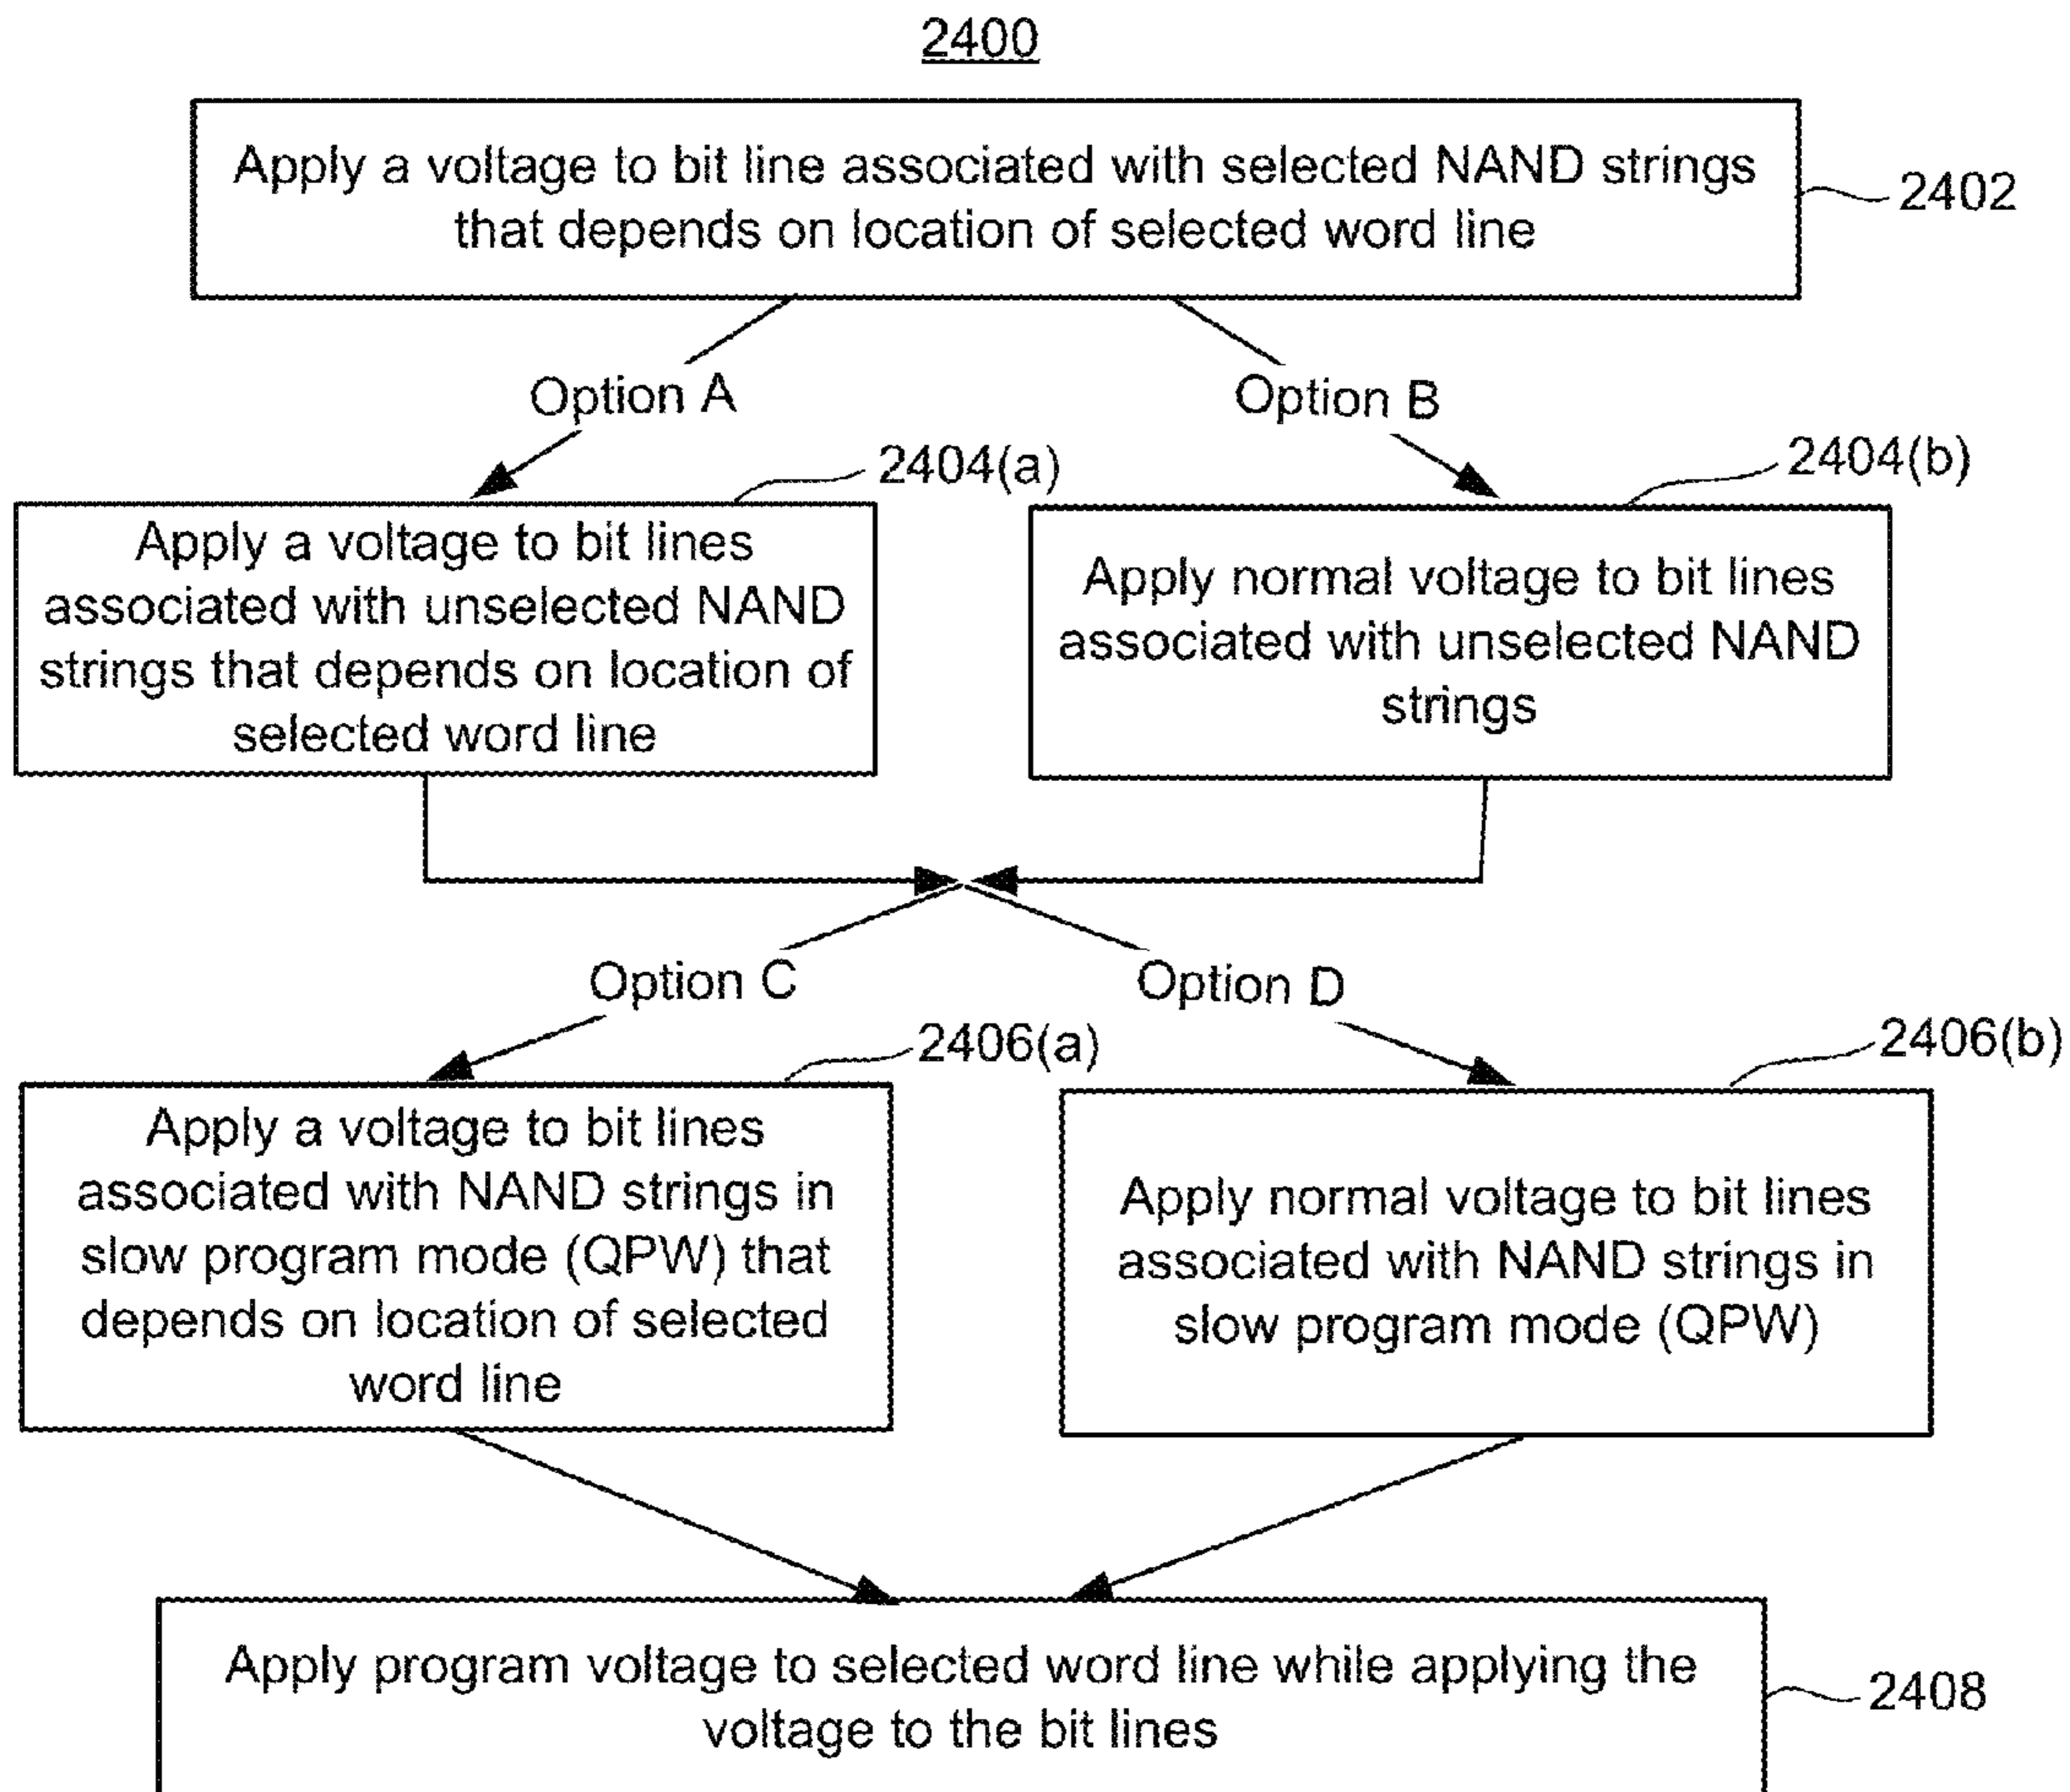 2400
Apply a voltage to bit line associated with selected NAND strings
that depends on location of selected word line
2402
Option A
Option B
2404(a)
2404(b)
Apply a voltage to bit lines
associated with unselected NAND
strings that depends on location of
selected word line
Apply normal voltage to bit lines
associated with unselected NAND
strings
Option C
Option D
2406(a)
2406(b)
Apply a voltage to bit lines
associated with NAND strings in
slow program mode (QPW) that
depends on location of selected
word line
Apply normal voltage to bit lines
associated with NAND strings in
slow program mode (QPW)
Apply program voltage to selected word line while applying the
voltage to the bit lines
2408